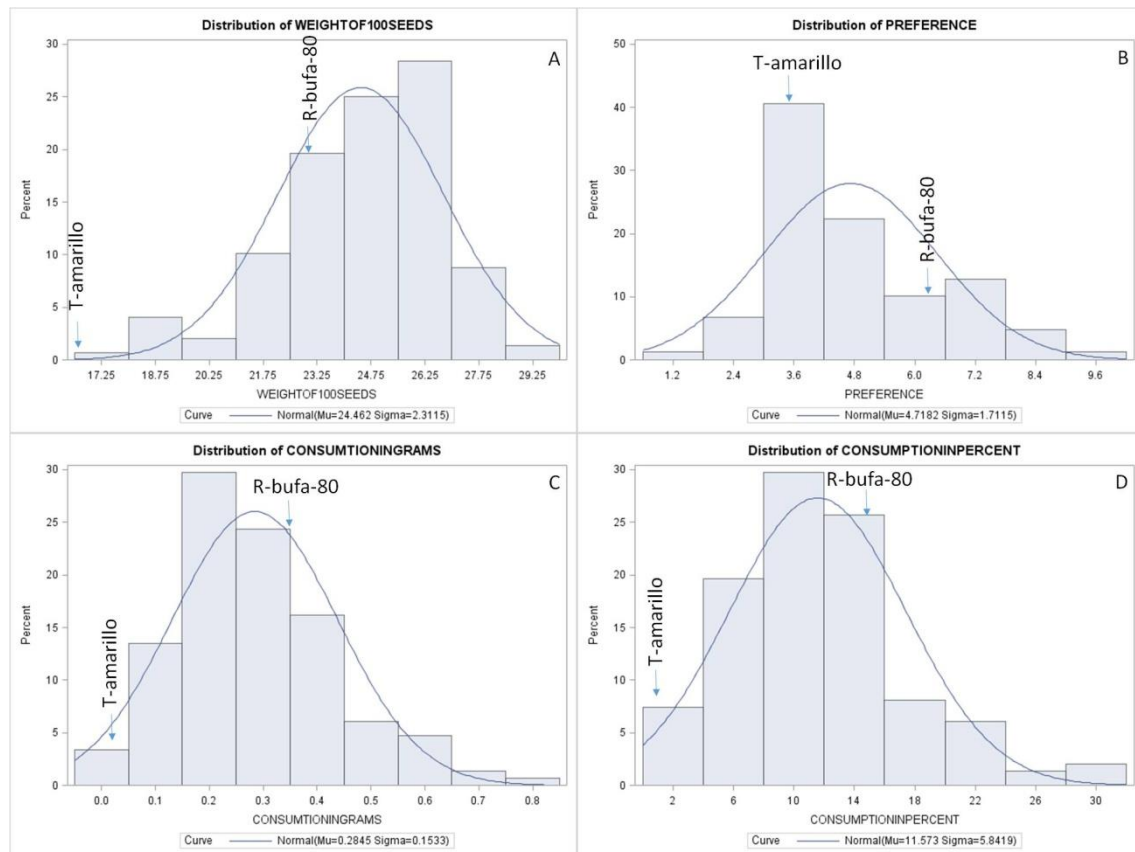 Distribution of WEIGHTOF100SEEDS
A
30
25
20
15
10
5
0
Percent
T-amarillo
R-bufa-80
17.25 18.75 20.25 21.75 23.25 24.75 26.25 27.75 29.25
WEIGHTOF100SEEDS
Curve Normal(Mu=24.462 Sigma=2.3115)
Distribution of PREFERENCE
B
50
40
30
20
10
0
Percent
T-amarillo
R-bufa-80
1.2 2.4 3.6 4.8 6.0 7.2 8.4 9.6
PREFERENCE
Curve Normal(Mu=4.7182 Sigma=1.7115)
Distribution of CONSUMTIONINGRAMS
C
30
25
20
15
10
5
0
Percent
T-amarillo
R-bufa-80
0.0 0.1 0.2 0.3 0.4 0.5 0.6 0.7 0.8
CONSUMTIONINGRAMS
Curve Normal(Mu=0.2845 Sigma=0.1533)
Distribution of CONSUMPTIONINPERCENT
D
30
25
20
15
10
5
0
Percent
T-amarillo
R-bufa-80
2 6 10 14 18 22 26 30
CONSUMPTIONINPERCENT
Curve Normal(Mu=11.573 Sigma=5.8419)